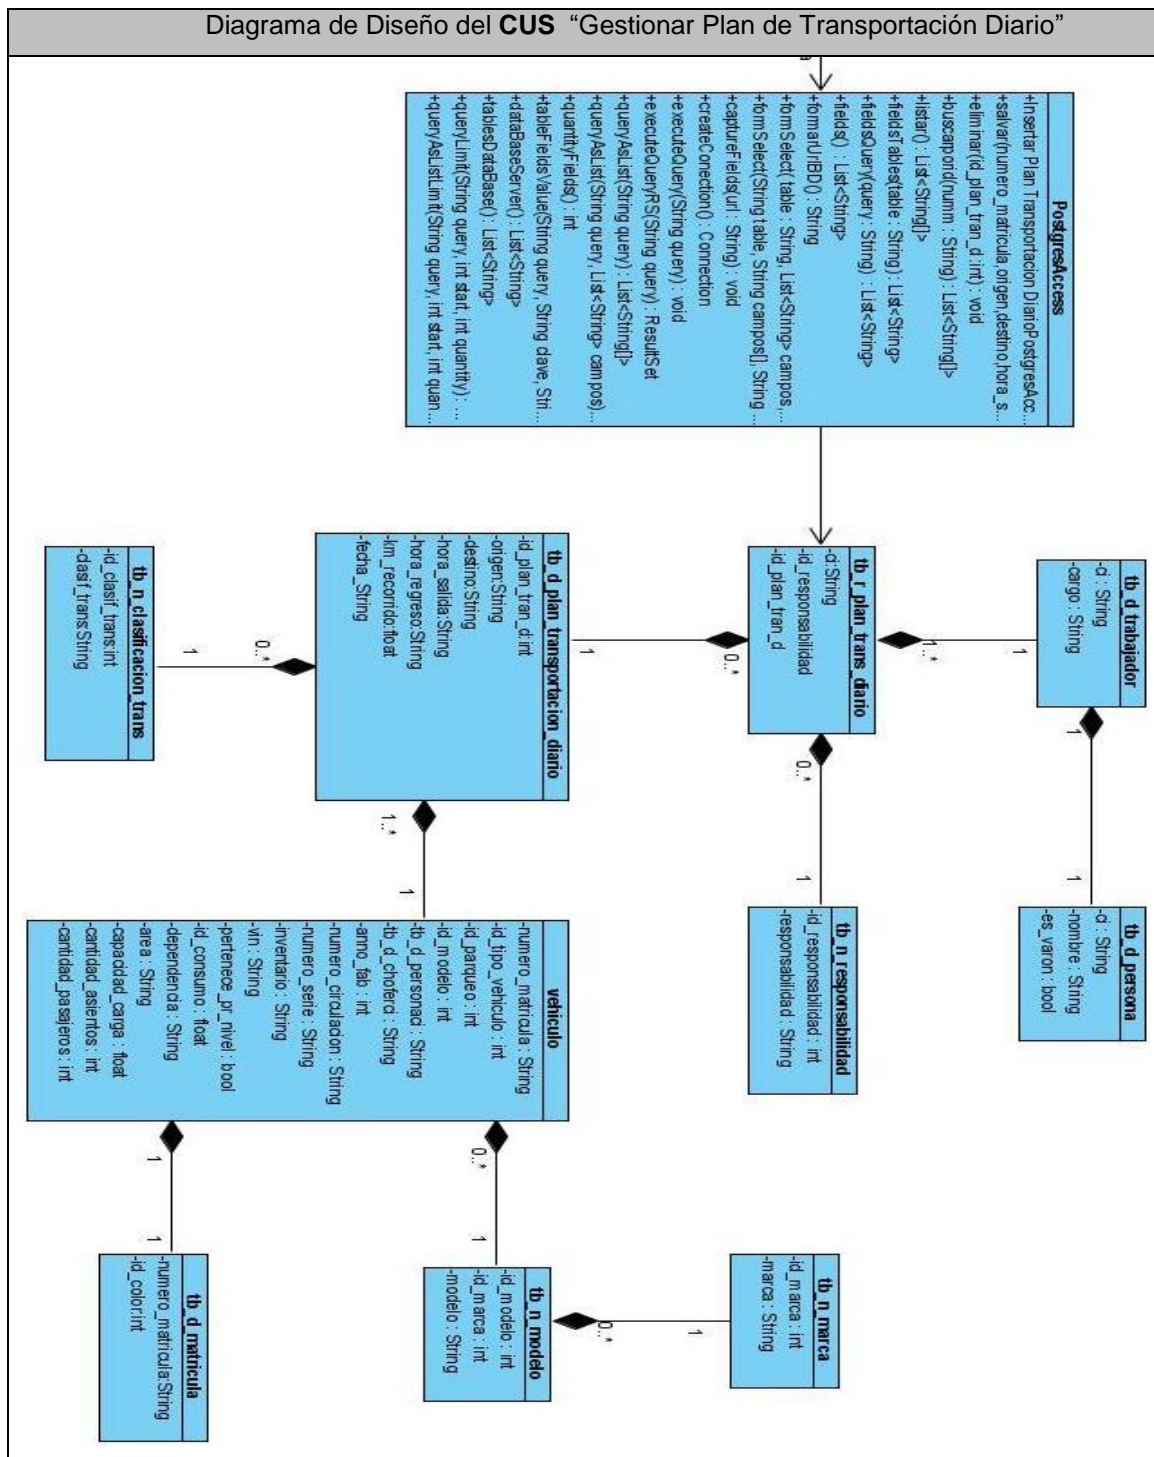 Diagrama de Diseño del CUS “Gestionar Plan de Transportación Diario”
PostgresAccess
+Insertar Plan Transportacion DiarioPostgresAcc...
+salvar(numero_matricula,origen,destino,hora_s...
+eliminar(id_plan_tran_d:int) : void
+buscaporid(numm : String) : List<String[]>
+listar() : List<String[]>
+fieldsTables(table : String) : List<String>
+fieldsQuery(query : String) : List<String>
+fields() : List<String>
+formarUrlBD() : String
+formSelect( table : String, List<String> campos,...
+formSelect(String table, String campos[], String ...
+captureFields(url : String) : void
+createConection() : Connection
+executeQuery(String query) : void
+executeQueryRS(String query) : ResultSet
+queryAsList(String query) : List<String[]>
+queryAsList(String query, List<String> campos)...
+quantityFields() : int
+tableFieldsValue(String query, String clave, Stri...
+dataBaseServer() : List<String>
+tablesDataBase() : List<String>
+queryLimit(String query, int start, int quantity) : ...
+queryAsListLimit(String query, int start, int quan...
tb_d_trabajador
-ci : String
-cargo : String
1
1..*
1
1
tb_r_plan_trans_diario
-ci:String
-id_responsabilidad
-id_plan_tran_d
0..*
1
0..*
1
tb_d_plan_transportacion_diario
-id_plan_tran_d:int
-origen:String
-destino:String
-hora_salida:String
-hora_regreso:String
-km_recorrido:float
-fecha_String
0..*
1
1..*
1
tb_n_clasificacion_trans
-id_clasif_trans:int
-clasif_trans:String
tb_d_persona
-ci : String
-nombre : String
-es_varon : bool
tb_n_responsabilidad
-id_responsabilidad : int
-responsabilidad : String
vehiculo
-numero_matricula : String
-id_tipo_vehiculo : int
-id_parqueo : int
-id_modelo : int
-tb_d_personaci : String
-tb_d_choferci : String
-anno_fab : int
-numero_circulacion : String
-numero_serie : String
-inventario : String
-vin : String
-pertenece_pr_nivel : bool
-id_consumo : float
-dependencia : String
-area : String
-capacidad_carga : float
-cantidad_asientos : int
-cantidad_pasajeros : int
0..*
1
1
1
tb_n_marca
-id_marca : int
-marca : String
1
0..*
tb_n_modelo
-id_modelo : int
-id_marca : int
-modelo : String
tb_d_matricula
-numero_matricula:String
-id_color:int